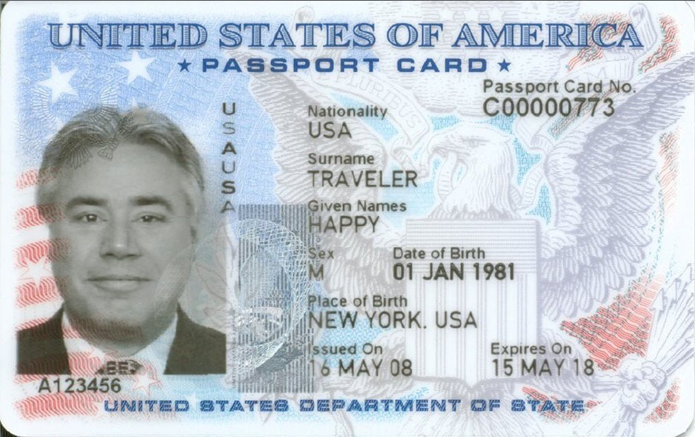 UNITED STATES OF AMERICA
★ PASSPORT CARD ★
Passport Card No.
C00000773
USAUSA
Nationality
USA
Surname
TRAVELER
Given Names
HAPPY
Sex
M
Date of Birth
01 JAN 1981
Place of Birth
NEW YORK. USA
Issued On
16 MAY 08
Expires On
15 MAY 18
A123456
UNITED STATES DEPARTMENT OF STATE